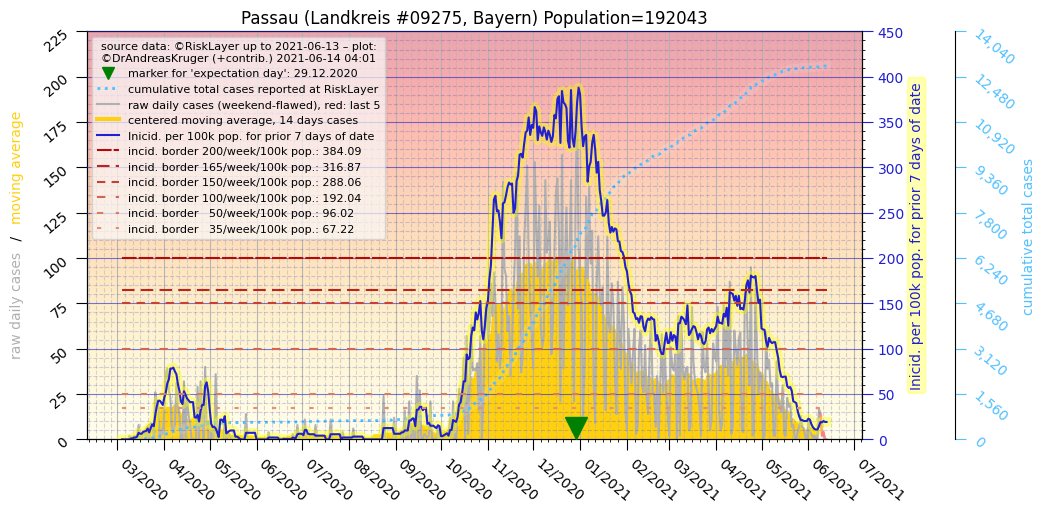 Passau (Landkreis #09275, Bayern) Population=192043
source data: ©RiskLayer up to 2021-06-13 – plot:
©DrAndreasKruger (+contrib.) 2021-06-14 04:01
marker for 'expectation day': 29.12.2020
cumulative total cases reported at RiskLayer
raw daily cases (weekend-flawed), red: last 5
centered moving average, 14 days cases
Inicid. per 100k pop. for prior 7 days of date
incid. border 200/week/100k pop.: 384.09
incid. border 165/week/100k pop.: 316.87
incid. border 150/week/100k pop.: 288.06
incid. border 100/week/100k pop.: 192.04
incid. border 50/week/100k pop.: 96.02
incid. border 35/week/100k pop.: 67.22
raw daily cases / moving average
225
200
175
150
125
100
75
50
25
0
03/2020
04/2020
05/2020
06/2020
07/2020
08/2020
09/2020
10/2020
11/2020
12/2020
01/2021
02/2021
03/2021
04/2021
05/2021
06/2021
07/2021
450
400
350
300
250
200
150
100
50
0
Inicid. per 100k pop. for prior 7 days of date
14,040
12,480
10,920
9,360
7,800
6,240
4,680
3,120
1,560
0
cumulative total cases